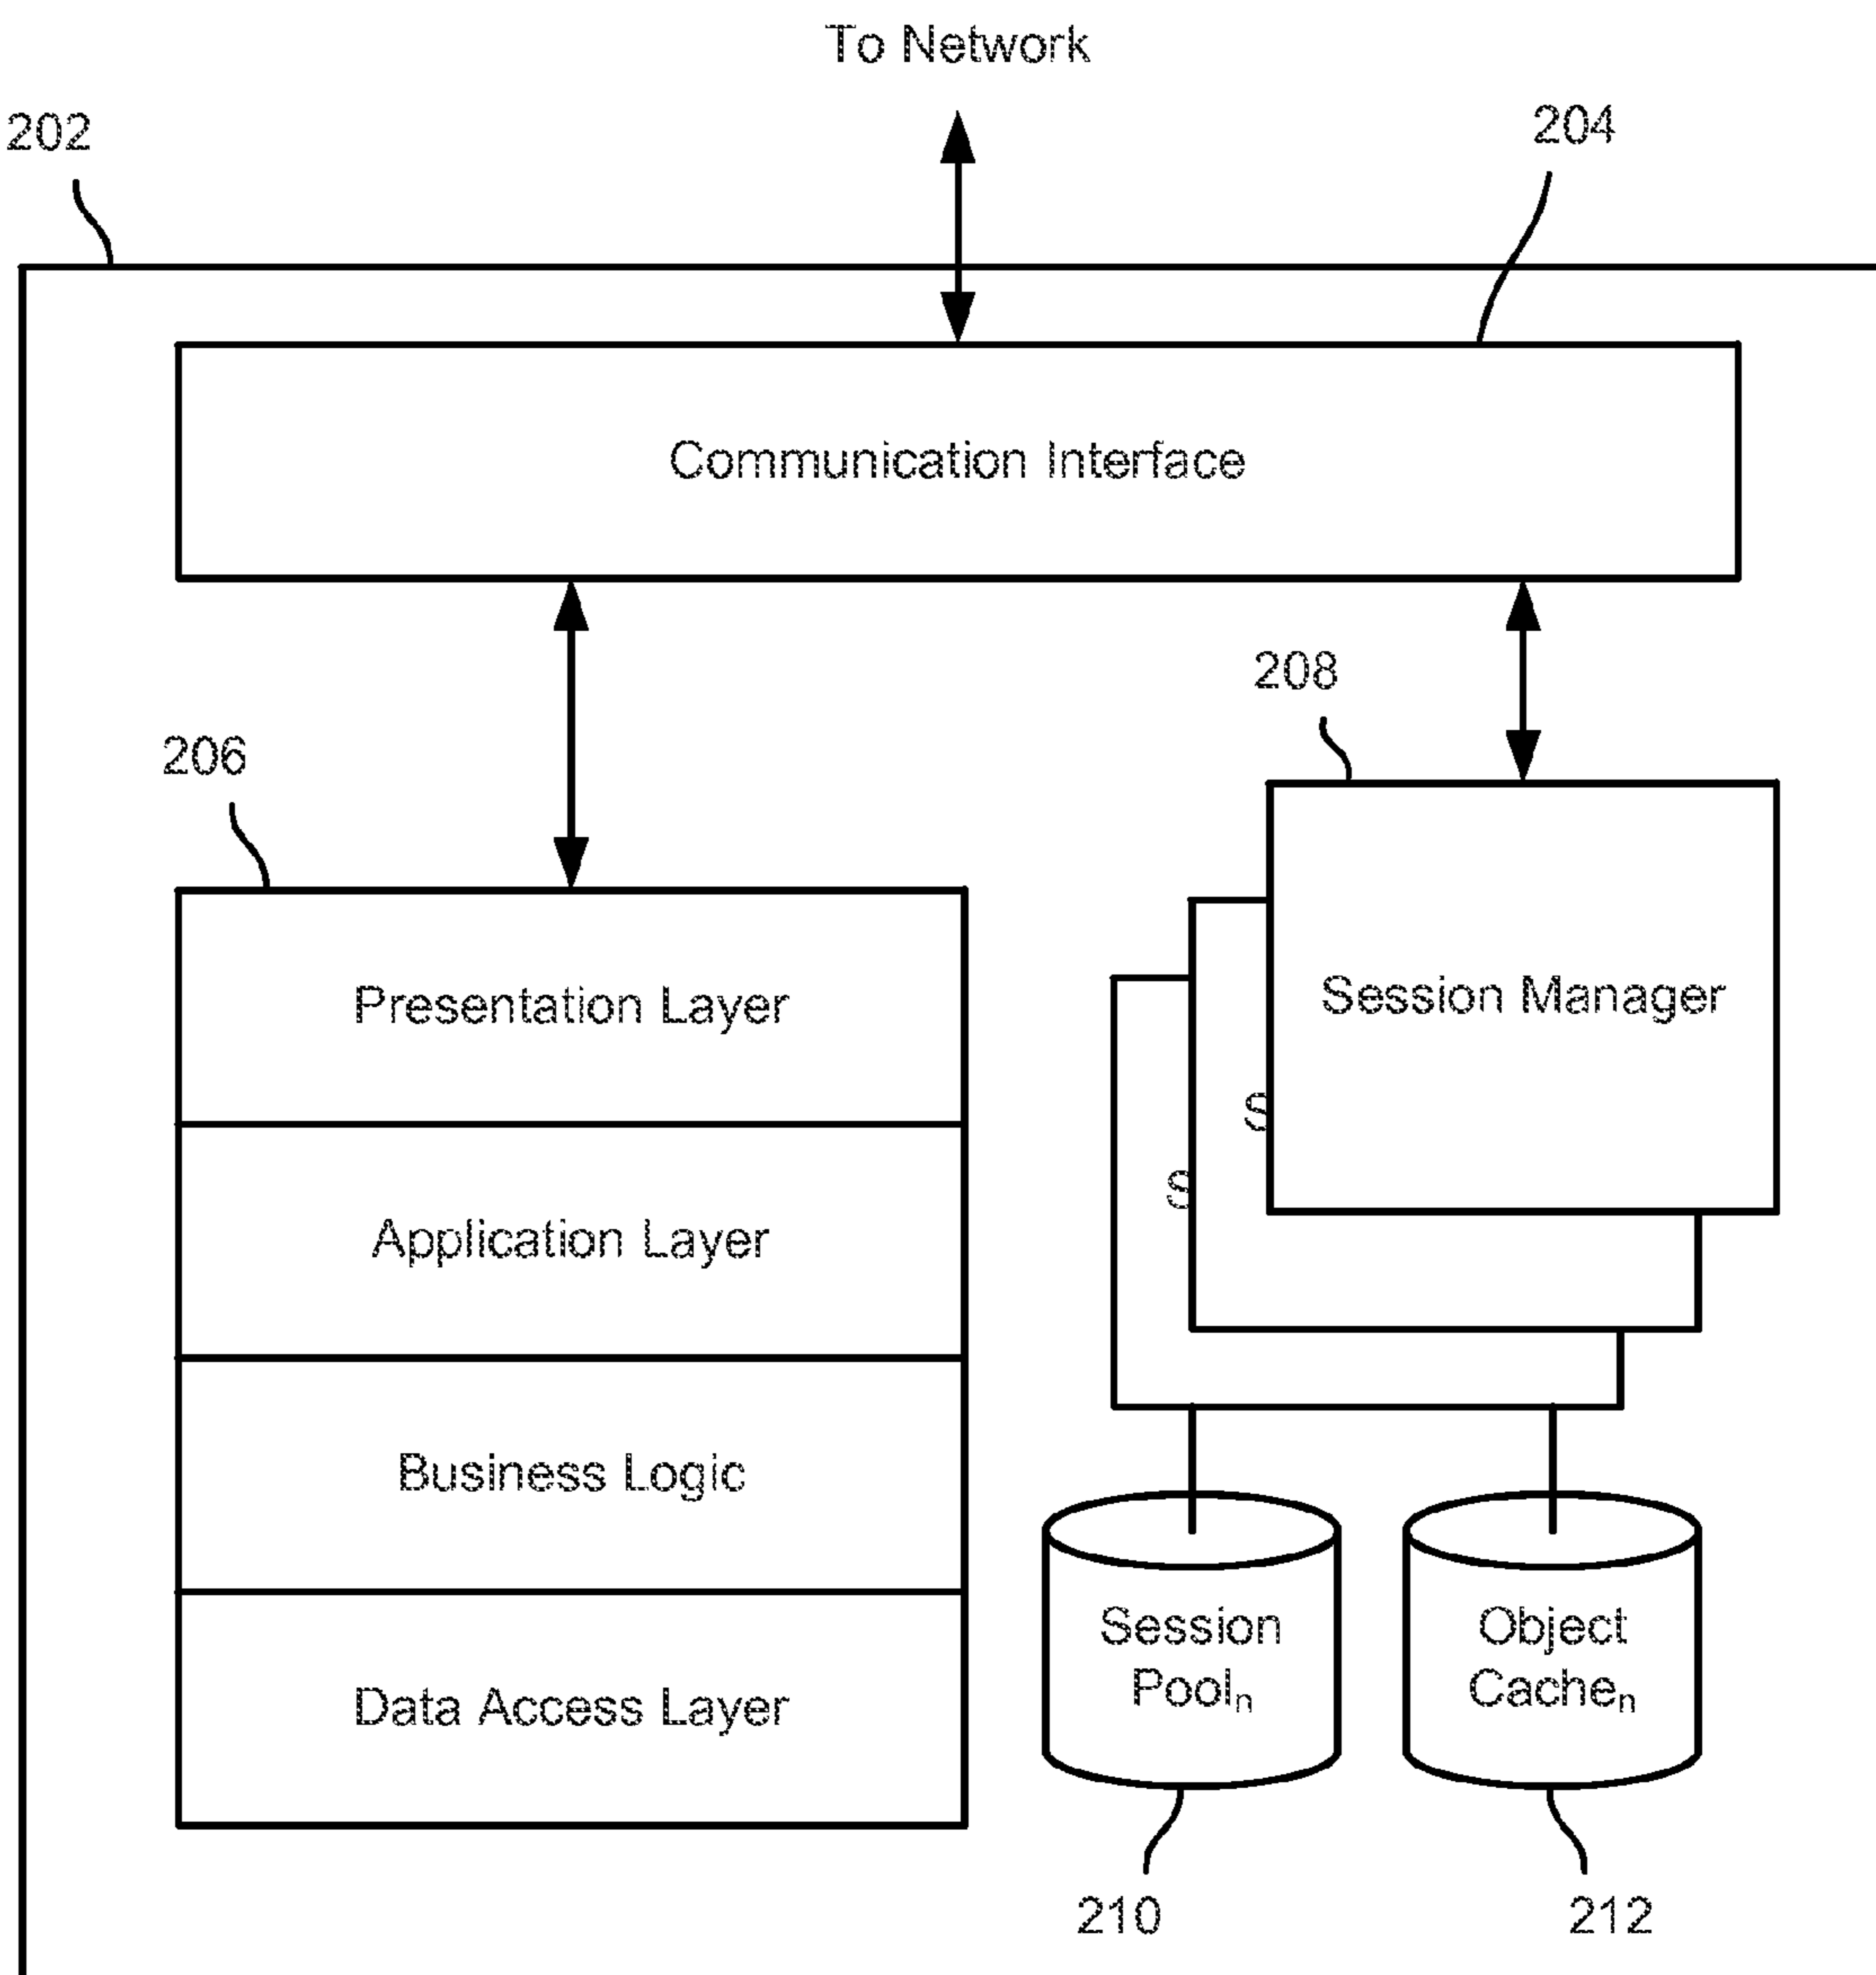 To Network
202
204
Communication Interface
208
206
Presentation Layer
Session Manager
S
S
Application Layer
Business Logic
Data Access Layer
Session
Pooln
Object
Cachen
210
212